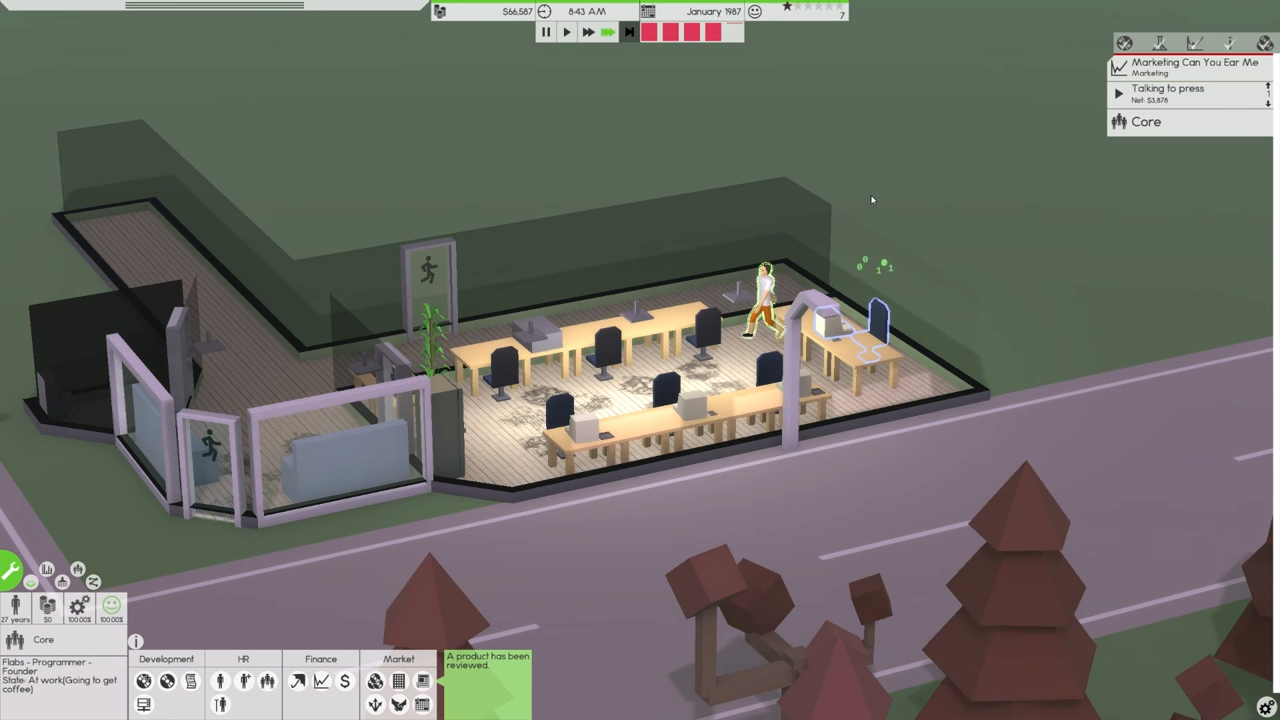 $66,587
8:43 AM
January 1987
7
Marketing Can You Ear Me
Marketing
Talking to press
Net: $3,878
1
Core
27 years
$0
100.00%
100.00%
Core
Flabs - Programmer -
Founder
State: At work(Going to get
coffee)
Development
HR
Finance
Market
A product has been
reviewed.